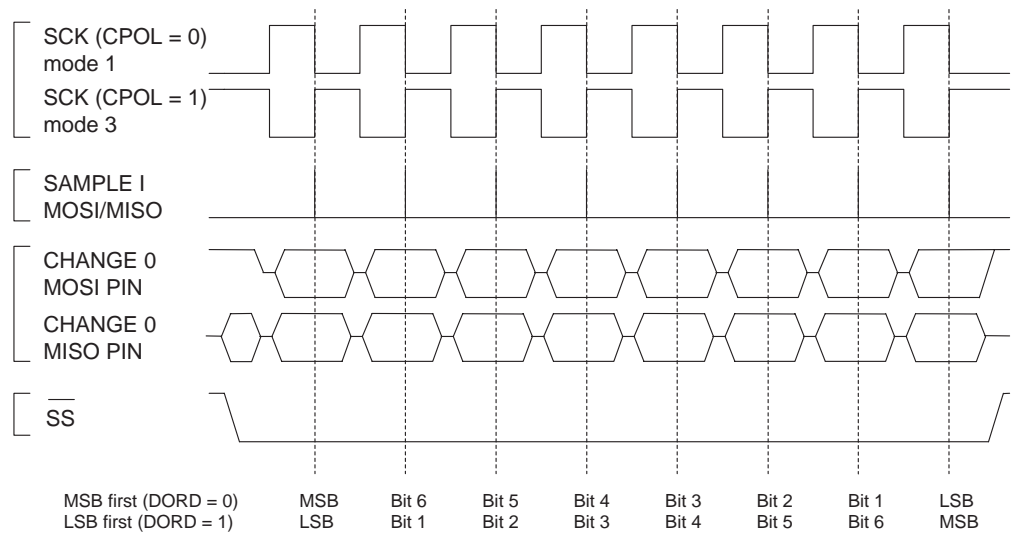 SCK (CPOL = 0)
mode 1
SCK (CPOL = 1)
mode 3
SAMPLE I
MOSI/MISO
CHANGE 0
MOSI PIN
CHANGE 0
MISO PIN
SS
MSB first (DORD = 0) MSB Bit 6 Bit 5 Bit 4 Bit 3 Bit 2 Bit 1 LSB
LSB first (DORD = 1) LSB Bit 1 Bit 2 Bit 3 Bit 4 Bit 5 Bit 6 MSB